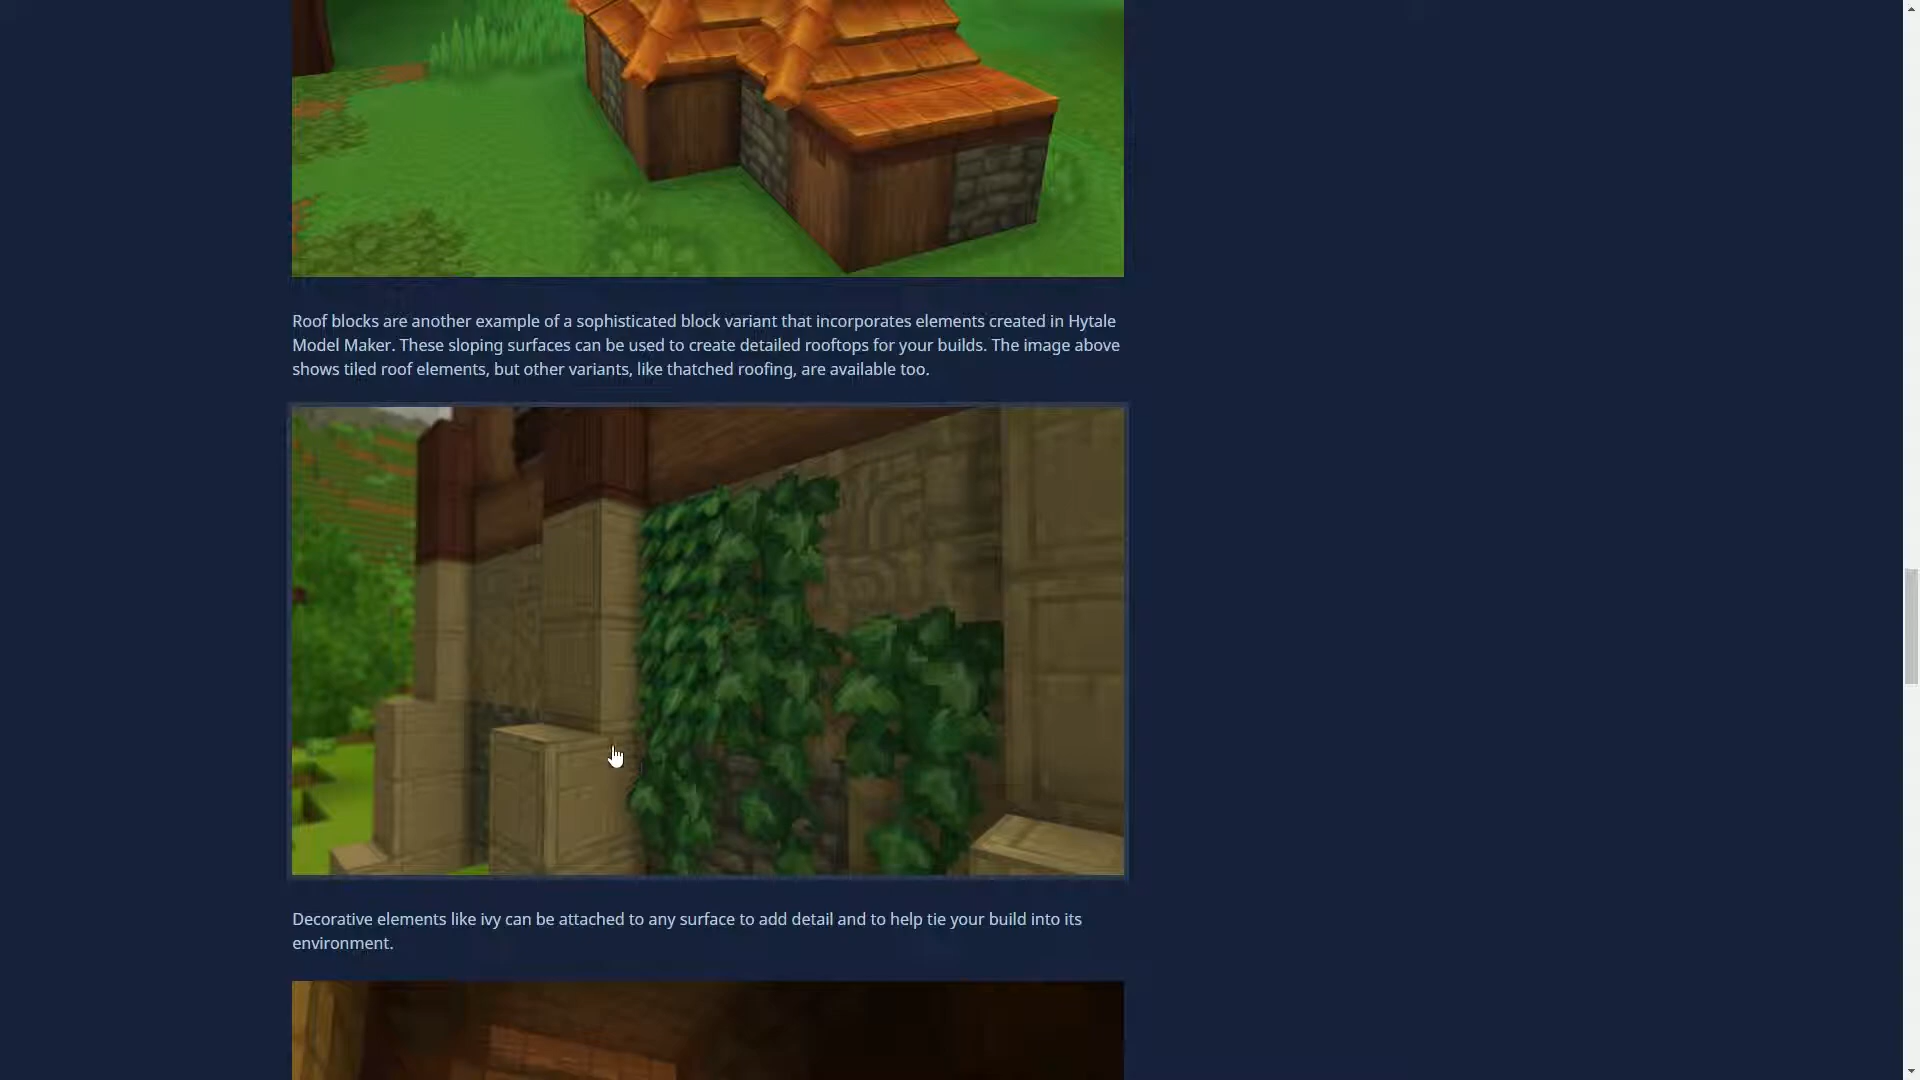 Roof blocks are another example of a sophisticated block variant that incorporates elements created in Hytale
Model Maker. These sloping surfaces can be used to create detailed rooftops for your builds. The image above
shows tiled roof elements, but other variants, like thatched roofing, are available too.
Decorative elements like ivy can be attached to any surface to add detail and to help tie your build into its
environment.